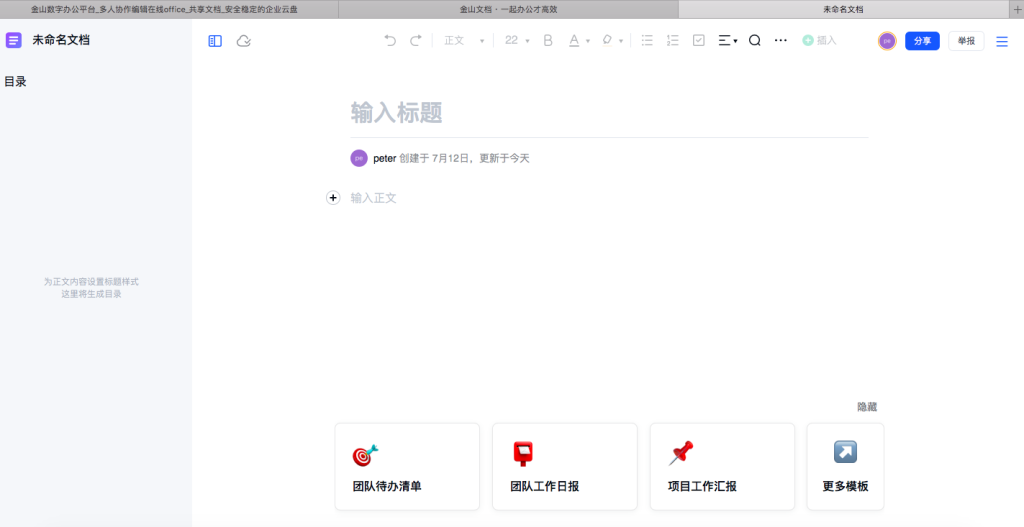 金山数字办公平台_多人协作编辑在线office_共享文档_安全稳定的企业云盘
金山文档 · 一起办公才高效
未命名文档
未命名文档
正文
22
B
A
插入
pe
分享
举报
目录
输入标题
pe
peter 创建于 7月12日，更新于今天
输入正文
为正文内容设置标题样式
这里将生成目录
隐藏
团队待办清单
团队工作日报
项目工作汇报
更多模板